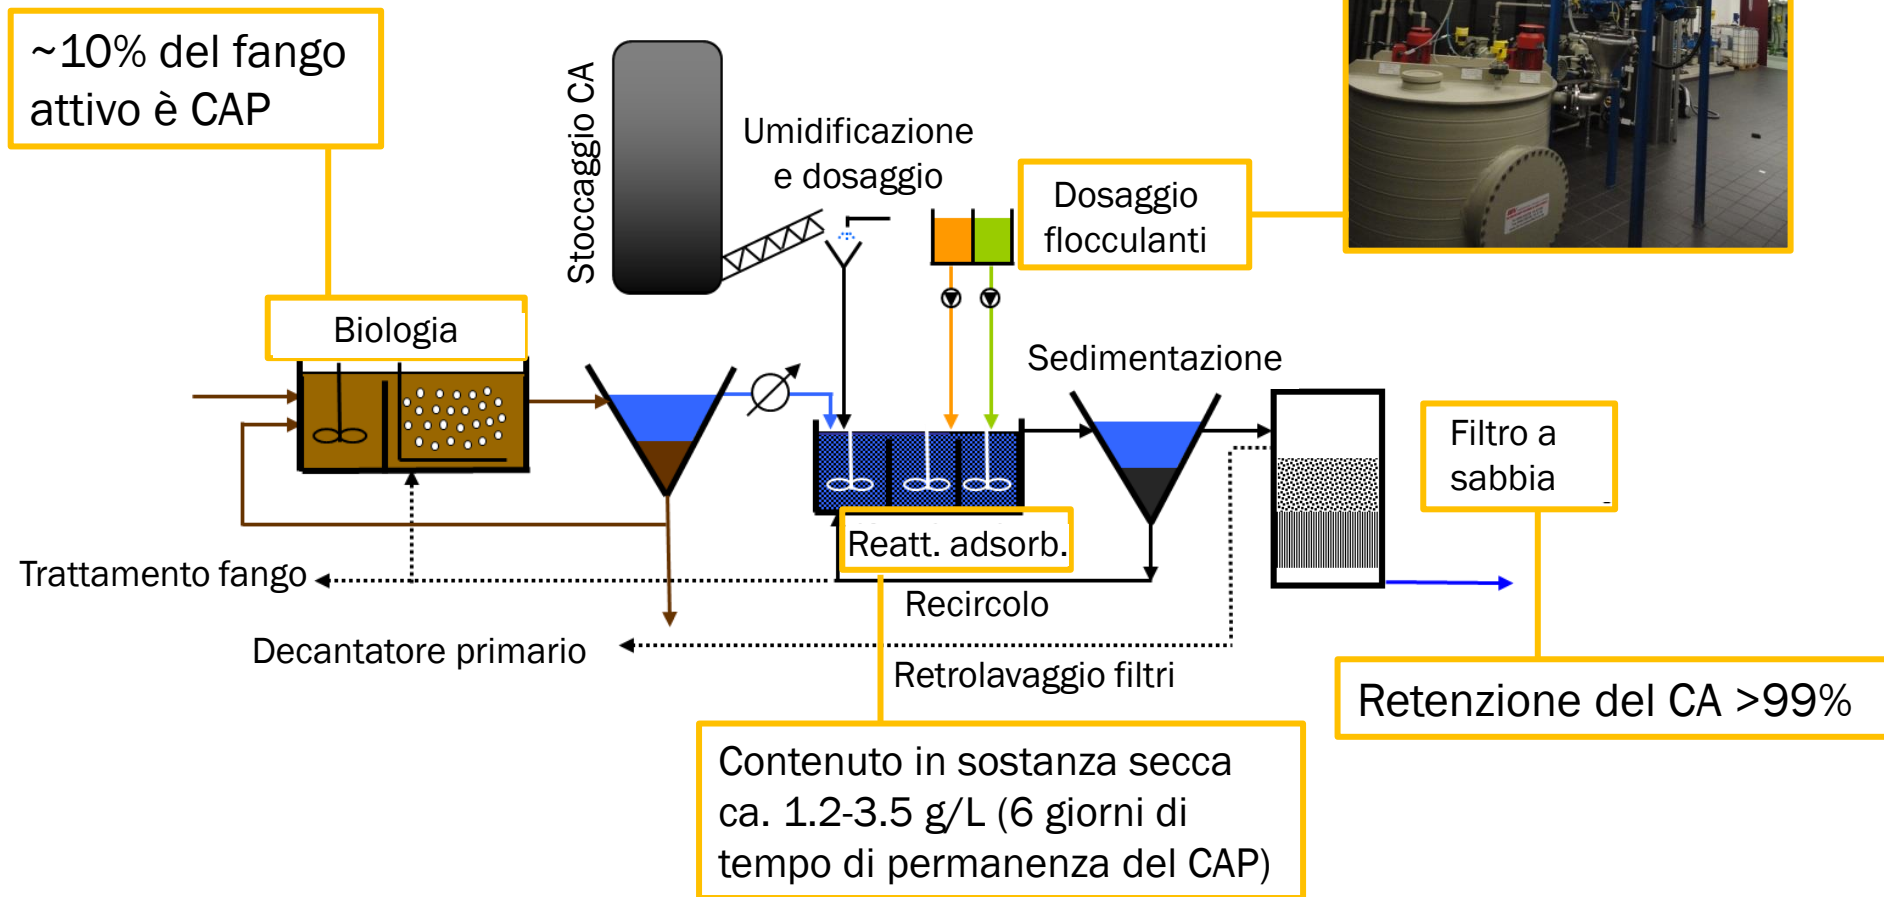 ~10% del fango
attivo è CAP
Stoccaggio CA
Umidificazione
e dosaggio
Dosaggio
flocculanti
Biologia
Sedimentazione
Filtro a
sabbia
Reatt. adsorb.
Trattamento fango
Recircolo
Decantatore primario
Retrolavaggio filtri
Retenzione del CA >99%
Contenuto in sostanza secca
ca. 1.2-3.5 g/L (6 giorni di
tempo di permanenza del CAP)